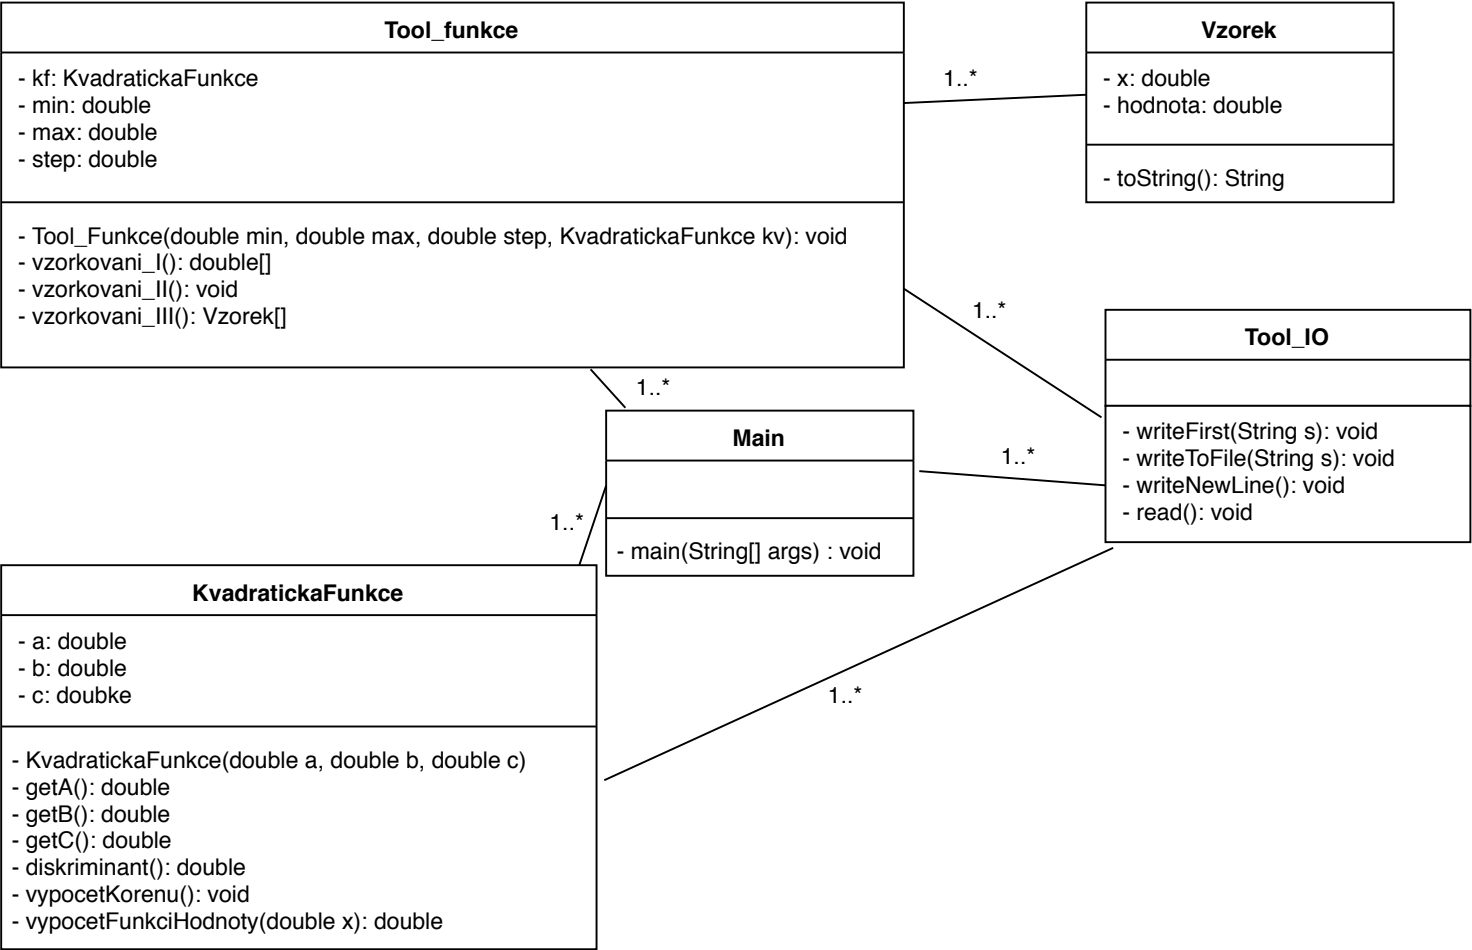 Tool_funkce
- kf: KvadratickaFunkce
- min: double
- max: double
- step: double
- Tool_Funkce(double min, double max, double step, KvadratickaFunkce kv): void
- vzorkovani_I(): double[]
- vzorkovani_II(): void
- vzorkovani_III(): Vzorek[]
1..*
Vzorek
- x: double
- hodnota: double
- toString(): String
1..*
Tool_IO
- writeFirst(String s): void
- writeToFile(String s): void
- writeNewLine(): void
- read(): void
1..*
Main
- main(String[] args) : void
1..*
1..*
KvadratickaFunkce
- a: double
- b: double
- c: doubke
- KvadratickaFunkce(double a, double b, double c)
- getA(): double
- getB(): double
- getC(): double
- diskriminant(): double
- vypocetKorenu(): void
- vypocetFunkciHodnoty(double x): double
1..*